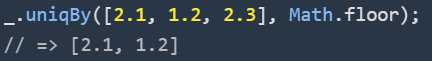 _.uniqBy([2.1, 1.2, 2.3], Math.floor);
// => [2.1, 1.2]